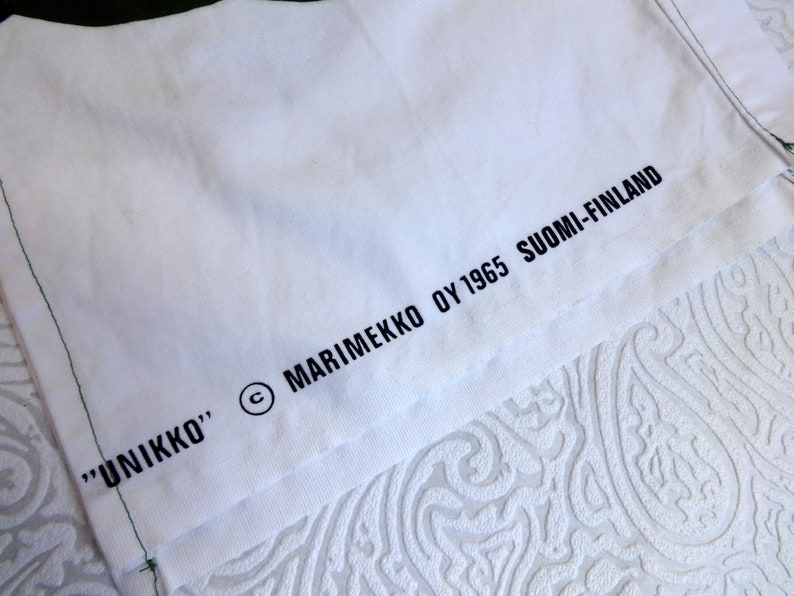 "UNIKKO" © MARIMEKKO OY 1965 SUOMI-FINLAND